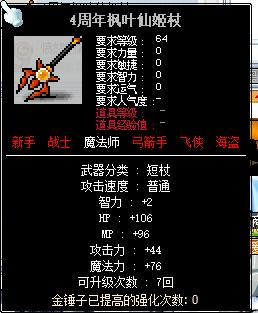 4周年枫叶仙姬杖
要求等级: 64
要求力量: 0
要求敏捷: 0
要求智力: 0
要求运气: 0
要求人气度: -
道具等级: -
道具经验值: -
新手 战士 魔法师 弓箭手 飞侠 海盗
武器分类 : 短杖
攻击速度 : 普通
智力 : +2
HP : +106
MP : +96
攻击力 : +44
魔法力 : +76
可升级次数 : 7回
金锤子已提高的强化次数: 0